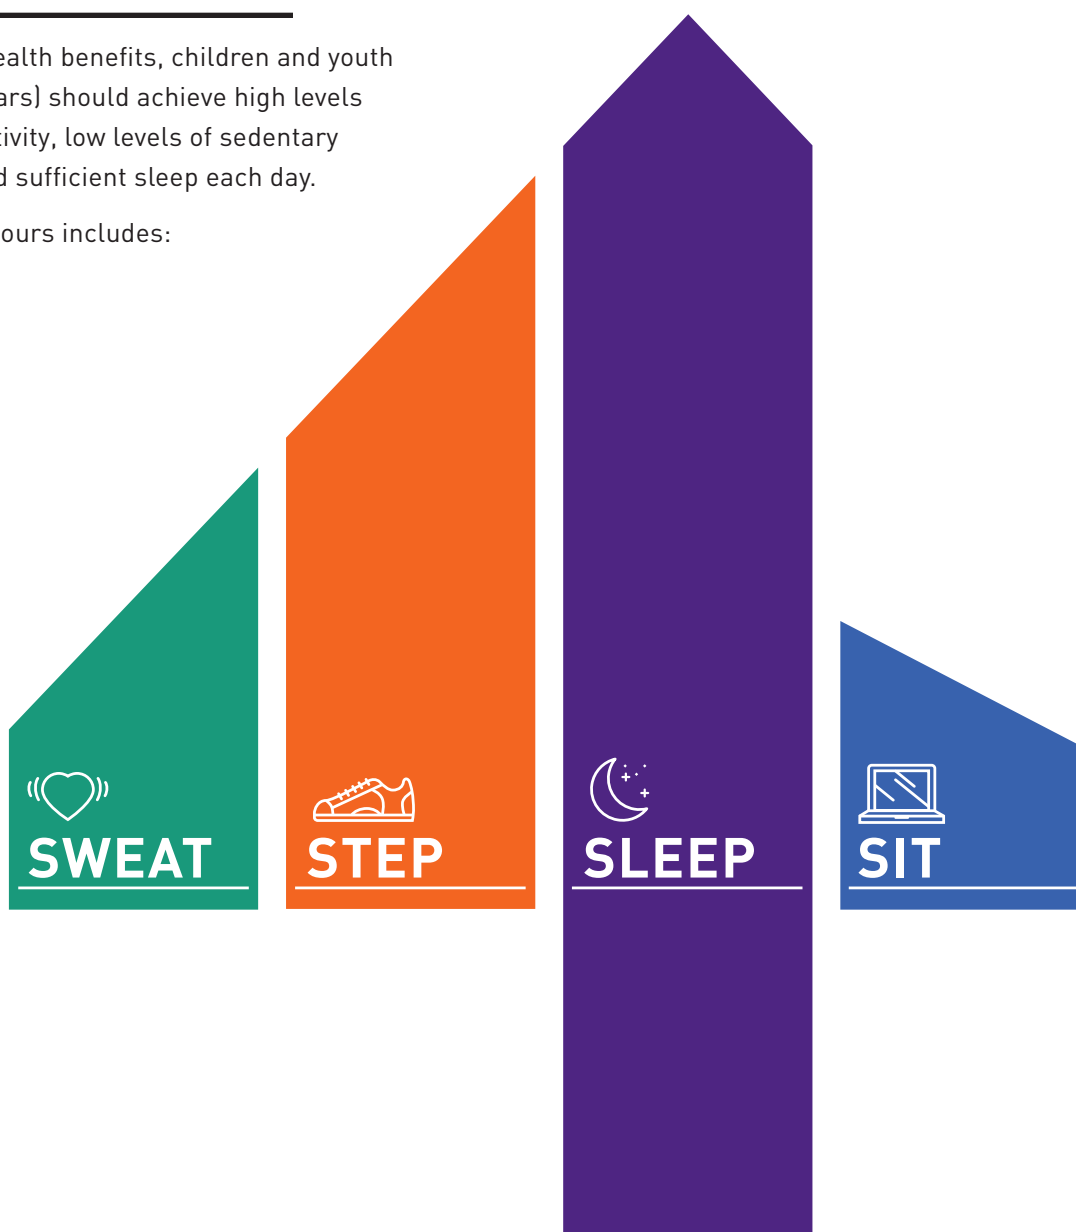 ealth benefits, children and youth
ars) should achieve high levels
tivity, low levels of sedentary
d sufficient sleep each day.
ours includes:
SWEAT
STEP
SLEEP
SIT